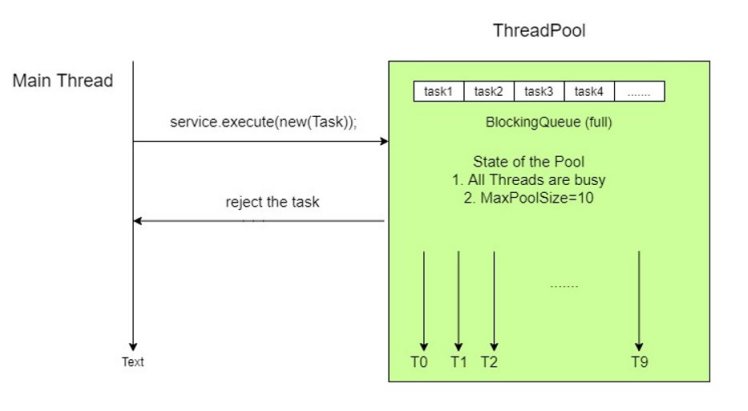 ThreadPool
Main Thread
task1 task2 task3 task4 .......
service.execute(new(Task));
BlockingQueue (full)
State of the Pool
1. All Threads are busy
2. MaxPoolSize=10
reject the task
.......
Text
T0 T1 T2 T9